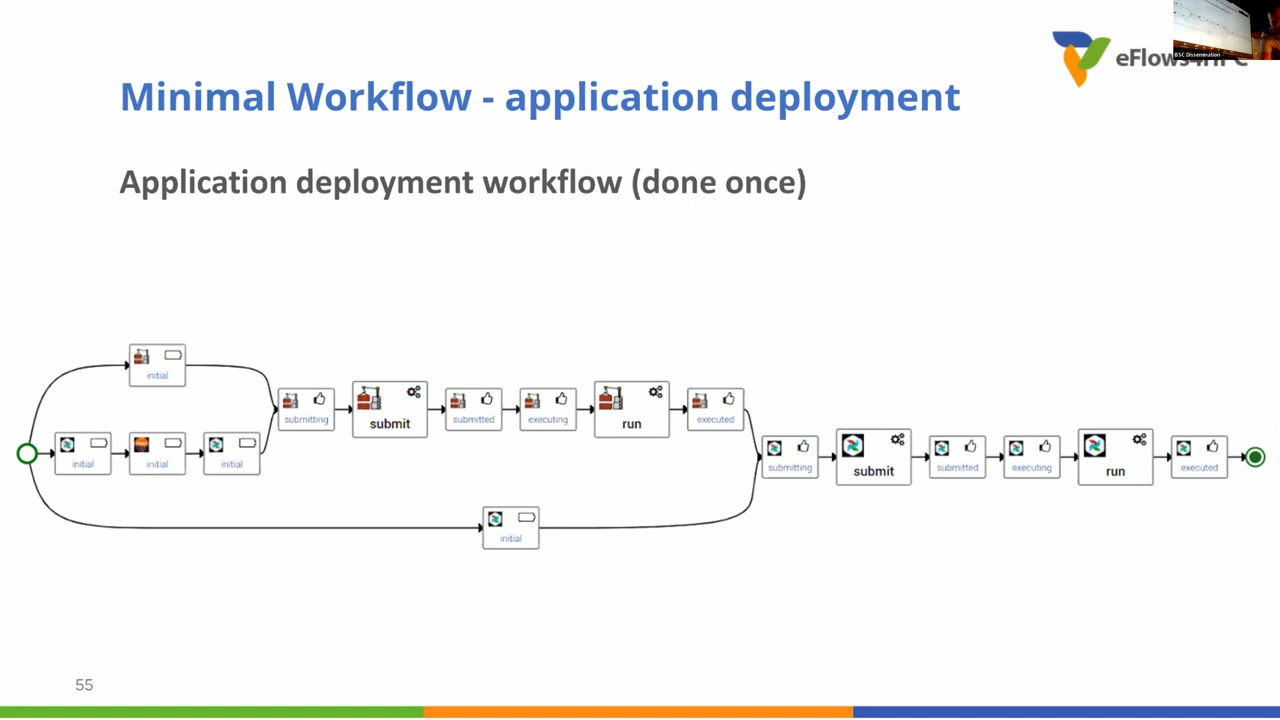 BSC Dissemination
Minimal Workflow - application deployment
Application deployment workflow (done once)
initial
initial
initial
initial
submitting
submit
submitted
executing
run
executed
initial
submitting
submit
submitted
executing
run
executed
55